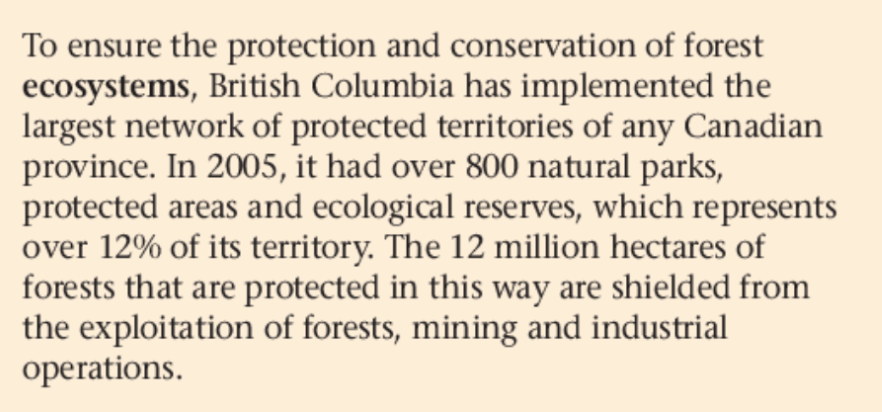 To ensure the protection and conservation of forest
ecosystems, British Columbia has implemented the
largest network of protected territories of any Canadian
province. In 2005, it had over 800 natural parks,
protected areas and ecological reserves, which represents
over 12% of its territory. The 12 million hectares of
forests that are protected in this way are shielded from
the exploitation of forests, mining and industrial
operations.